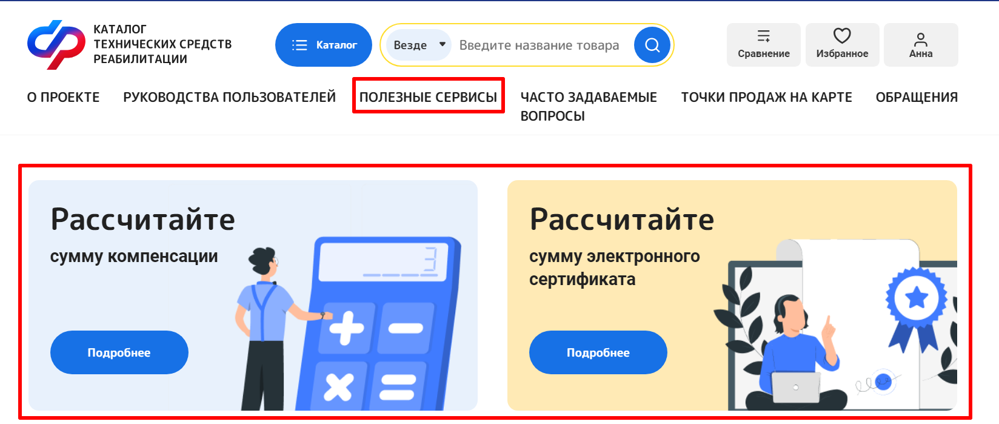 КАТАЛОГ
ТЕХНИЧЕСКИХ СРЕДСТВ
РЕАБИЛИТАЦИИ
Каталог
Везде
Введите название товара
Сравнение
Избранное
Анна
О ПРОЕКТЕ
РУКОВОДСТВА ПОЛЬЗОВАТЕЛЕЙ
ПОЛЕЗНЫЕ СЕРВИСЫ
ЧАСТО ЗАДАВАЕМЫЕ
ВОПРОСЫ
ТОЧКИ ПРОДАЖ НА КАРТЕ
ОБРАЩЕНИЯ
Рассчитайте
сумму компенсации
3
Подробнее
Рассчитайте
сумму электронного
сертификата
Подробнее